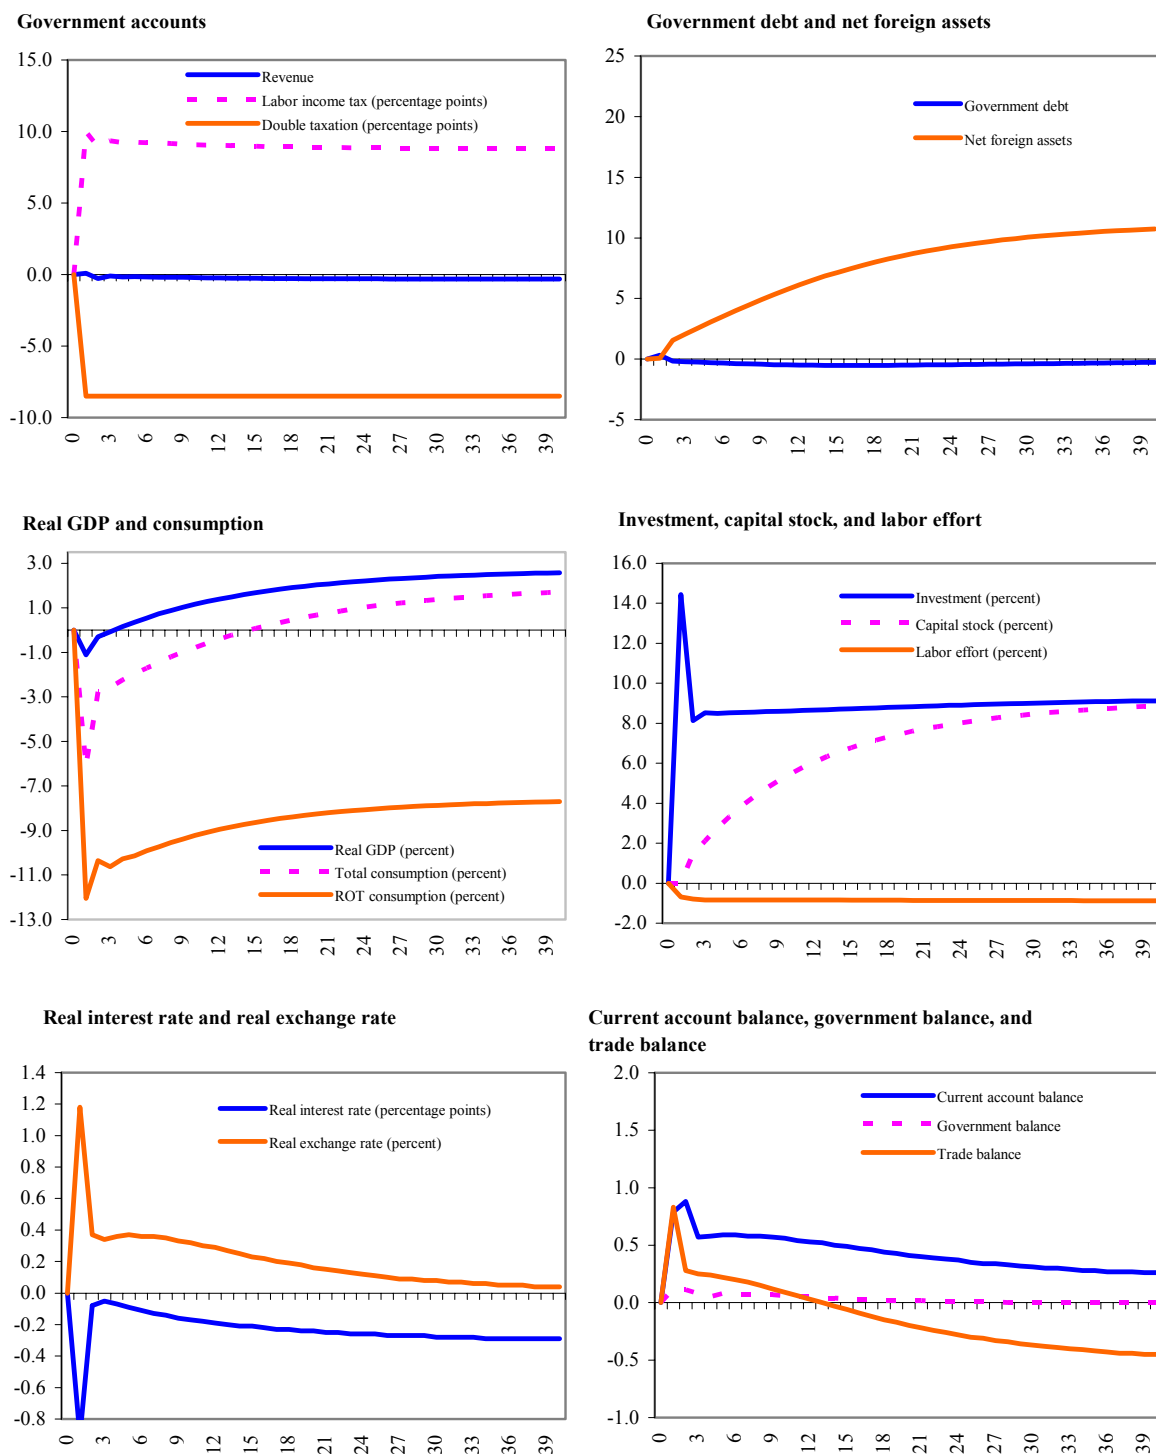 Government accounts
15.0
10.0
5.0
0.0
-5.0
-10.0
Revenue
Labor income tax (percentage points)
Double taxation (percentage points)
0 3 6 9 12 15 18 21 24 27 30 33 36 39
Government debt and net foreign assets
25
20
15
10
5
0
-5
Government debt
Net foreign assets
0 3 6 9 12 15 18 21 24 27 30 33 36 39
Real GDP and consumption
3.0
1.0
-1.0
-3.0
-5.0
-7.0
-9.0
-11.0
-13.0
Real GDP (percent)
Total consumption (percent)
ROT consumption (percent)
0 3 6 9 12 15 18 21 24 27 30 33 36 39
Investment, capital stock, and labor effort
16.0
14.0
12.0
10.0
8.0
6.0
4.0
2.0
0.0
-2.0
Investment (percent)
Capital stock (percent)
Labor effort (percent)
0 3 6 9 12 15 18 21 24 27 30 33 36 39
Real interest rate and real exchange rate
1.4
1.2
1.0
0.8
0.6
0.4
0.2
0.0
-0.2
-0.4
-0.6
-0.8
Real interest rate (percentage points)
Real exchange rate (percent)
0 3 6 9 12 15 18 21 24 27 30 33 36 39
Current account balance, government balance, and
trade balance
2.0
1.5
1.0
0.5
0.0
-0.5
-1.0
Current account balance
Government balance
Trade balance
0 3 6 9 12 15 18 21 24 27 30 33 36 39